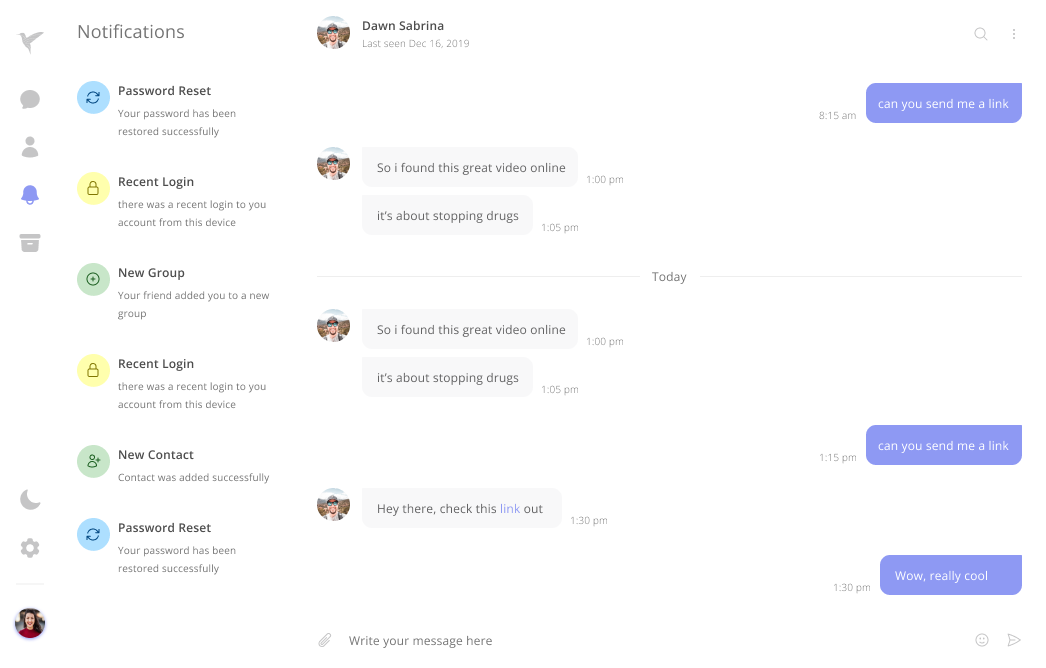 Notifications
Password Reset
Your password has been
restored successfully
Recent Login
there was a recent login to you
account from this device
New Group
Your friend added you to a new
group
Recent Login
there was a recent login to you
account from this device
New Contact
Contact was added successfully
Password Reset
Your password has been
restored successfully
Dawn Sabrina
Last seen Dec 16, 2019
can you send me a link
8:15 am
So i found this great video online
1:00 pm
it's about stopping drugs
1:05 pm
Today
So i found this great video online
1:00 pm
it's about stopping drugs
1:05 pm
can you send me a link
1:15 pm
Hey there, check this link out
1:30 pm
Wow, really cool
1:30 pm
Write your message here